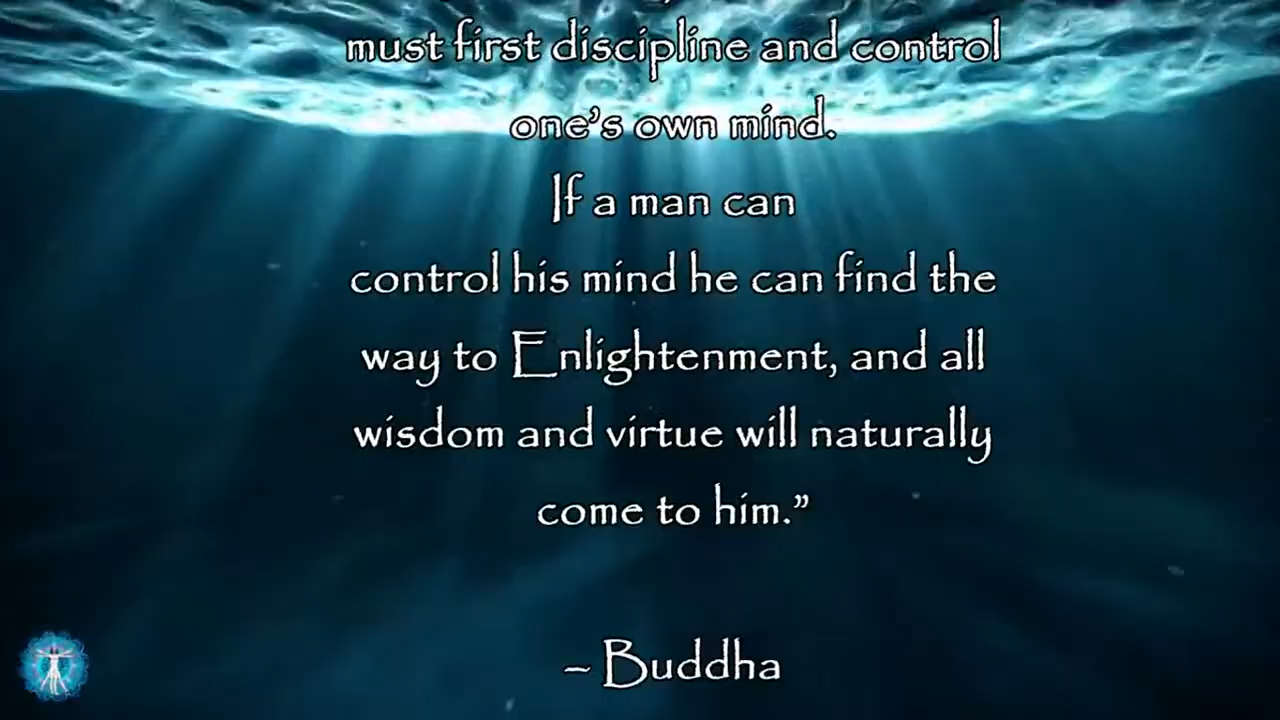 must first discipline and control
one's own mind.
If a man can
control his mind he can find the
way to Enlightenment, and all
wisdom and virtue will naturally
come to him.”

– Buddha